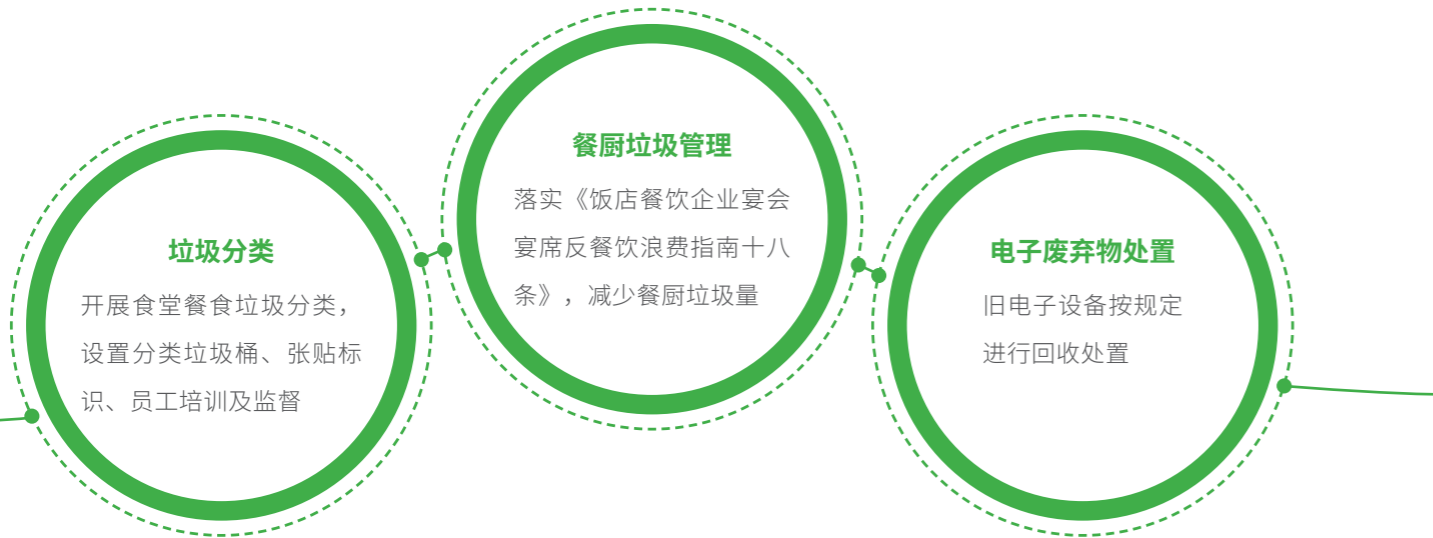 垃圾分类
开展食堂餐食垃圾分类，
设置分类垃圾桶、张贴标
识、员工培训及监督
餐厨垃圾管理
落实《饭店餐饮企业宴会
宴席反餐饮浪费指南十八
条》，减少餐厨垃圾量
电子废弃物处置
旧电子设备按规定
进行回收处置